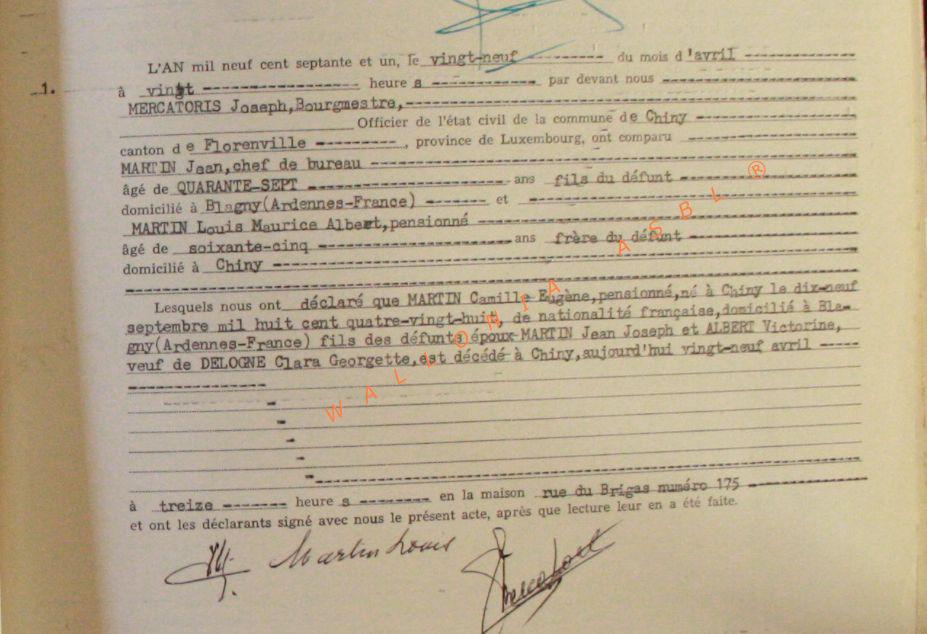 L'AN mil neuf cent septante et un, le vingt-neuf du mois d'avril
1.
à vingt heure s par devant nous
MERCATORIS Joseph,Bourgmestre,
Officier de l'état civil de la commune de Chiny
canton de Florenville , province de Luxembourg, ont comparu
MARTIN Jean,chef de bureau
âgé de QUARANTE-SEPT ans fils du défunt
domicilié à Blagny(Ardennes-France) et
MARTIN Louis Maurice Albert,pensionné
âgé de soixante-cinq ans frère du défunt
domicilié à Chiny
Lesquels nous ont déclaré que MARTIN Camille Eugène,pensionné,né à Chiny le dix-neuf
septembre mil huit cent quatre-vingt-huit, de nationalité française,domicilié à Bla-
gny(Ardennes-France) fils des défunts époux MARTIN Jean Joseph et ALBERT Victorine,
veuf de DELOGNE Clara Georgette,est décédé à Chiny,aujourd'hui vingt-neuf avril
à treize heure s en la maison rue du Brigas numéro 175
et ont les déclarants signé avec nous le présent acte, après que lecture leur en a été faite.
Martin Louis
WALLONIA ASBL ®